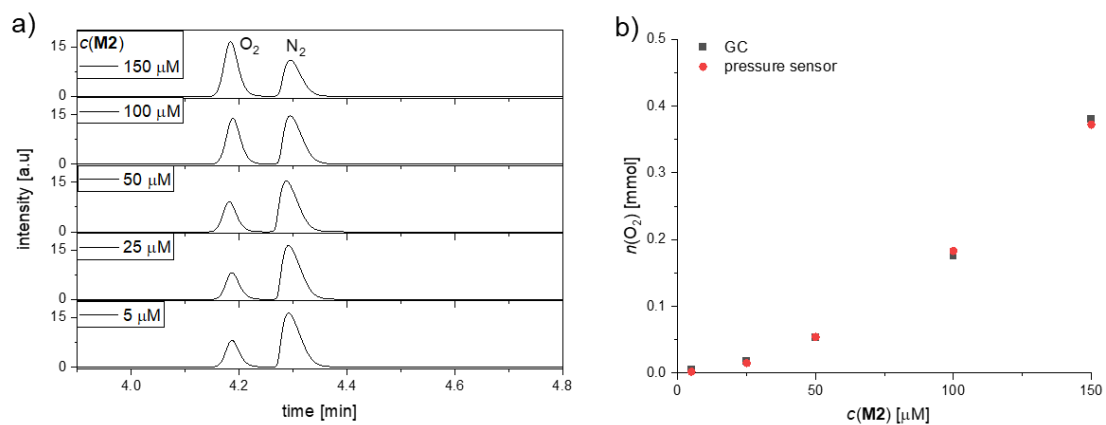 a)
c(M2)
O2
N2
15
0
150 μM
15
0
100 μM
15
0
50 μM
15
0
25 μM
15
0
5 μM
intensity [a.u]
4.0
4.2
4.4
4.6
4.8
time [min]
b)
GC
pressure sensor
0.5
0.4
0.3
0.2
0.1
0.0
n(O2) [mmol]
0
50
100
150
c(M2) [μM]